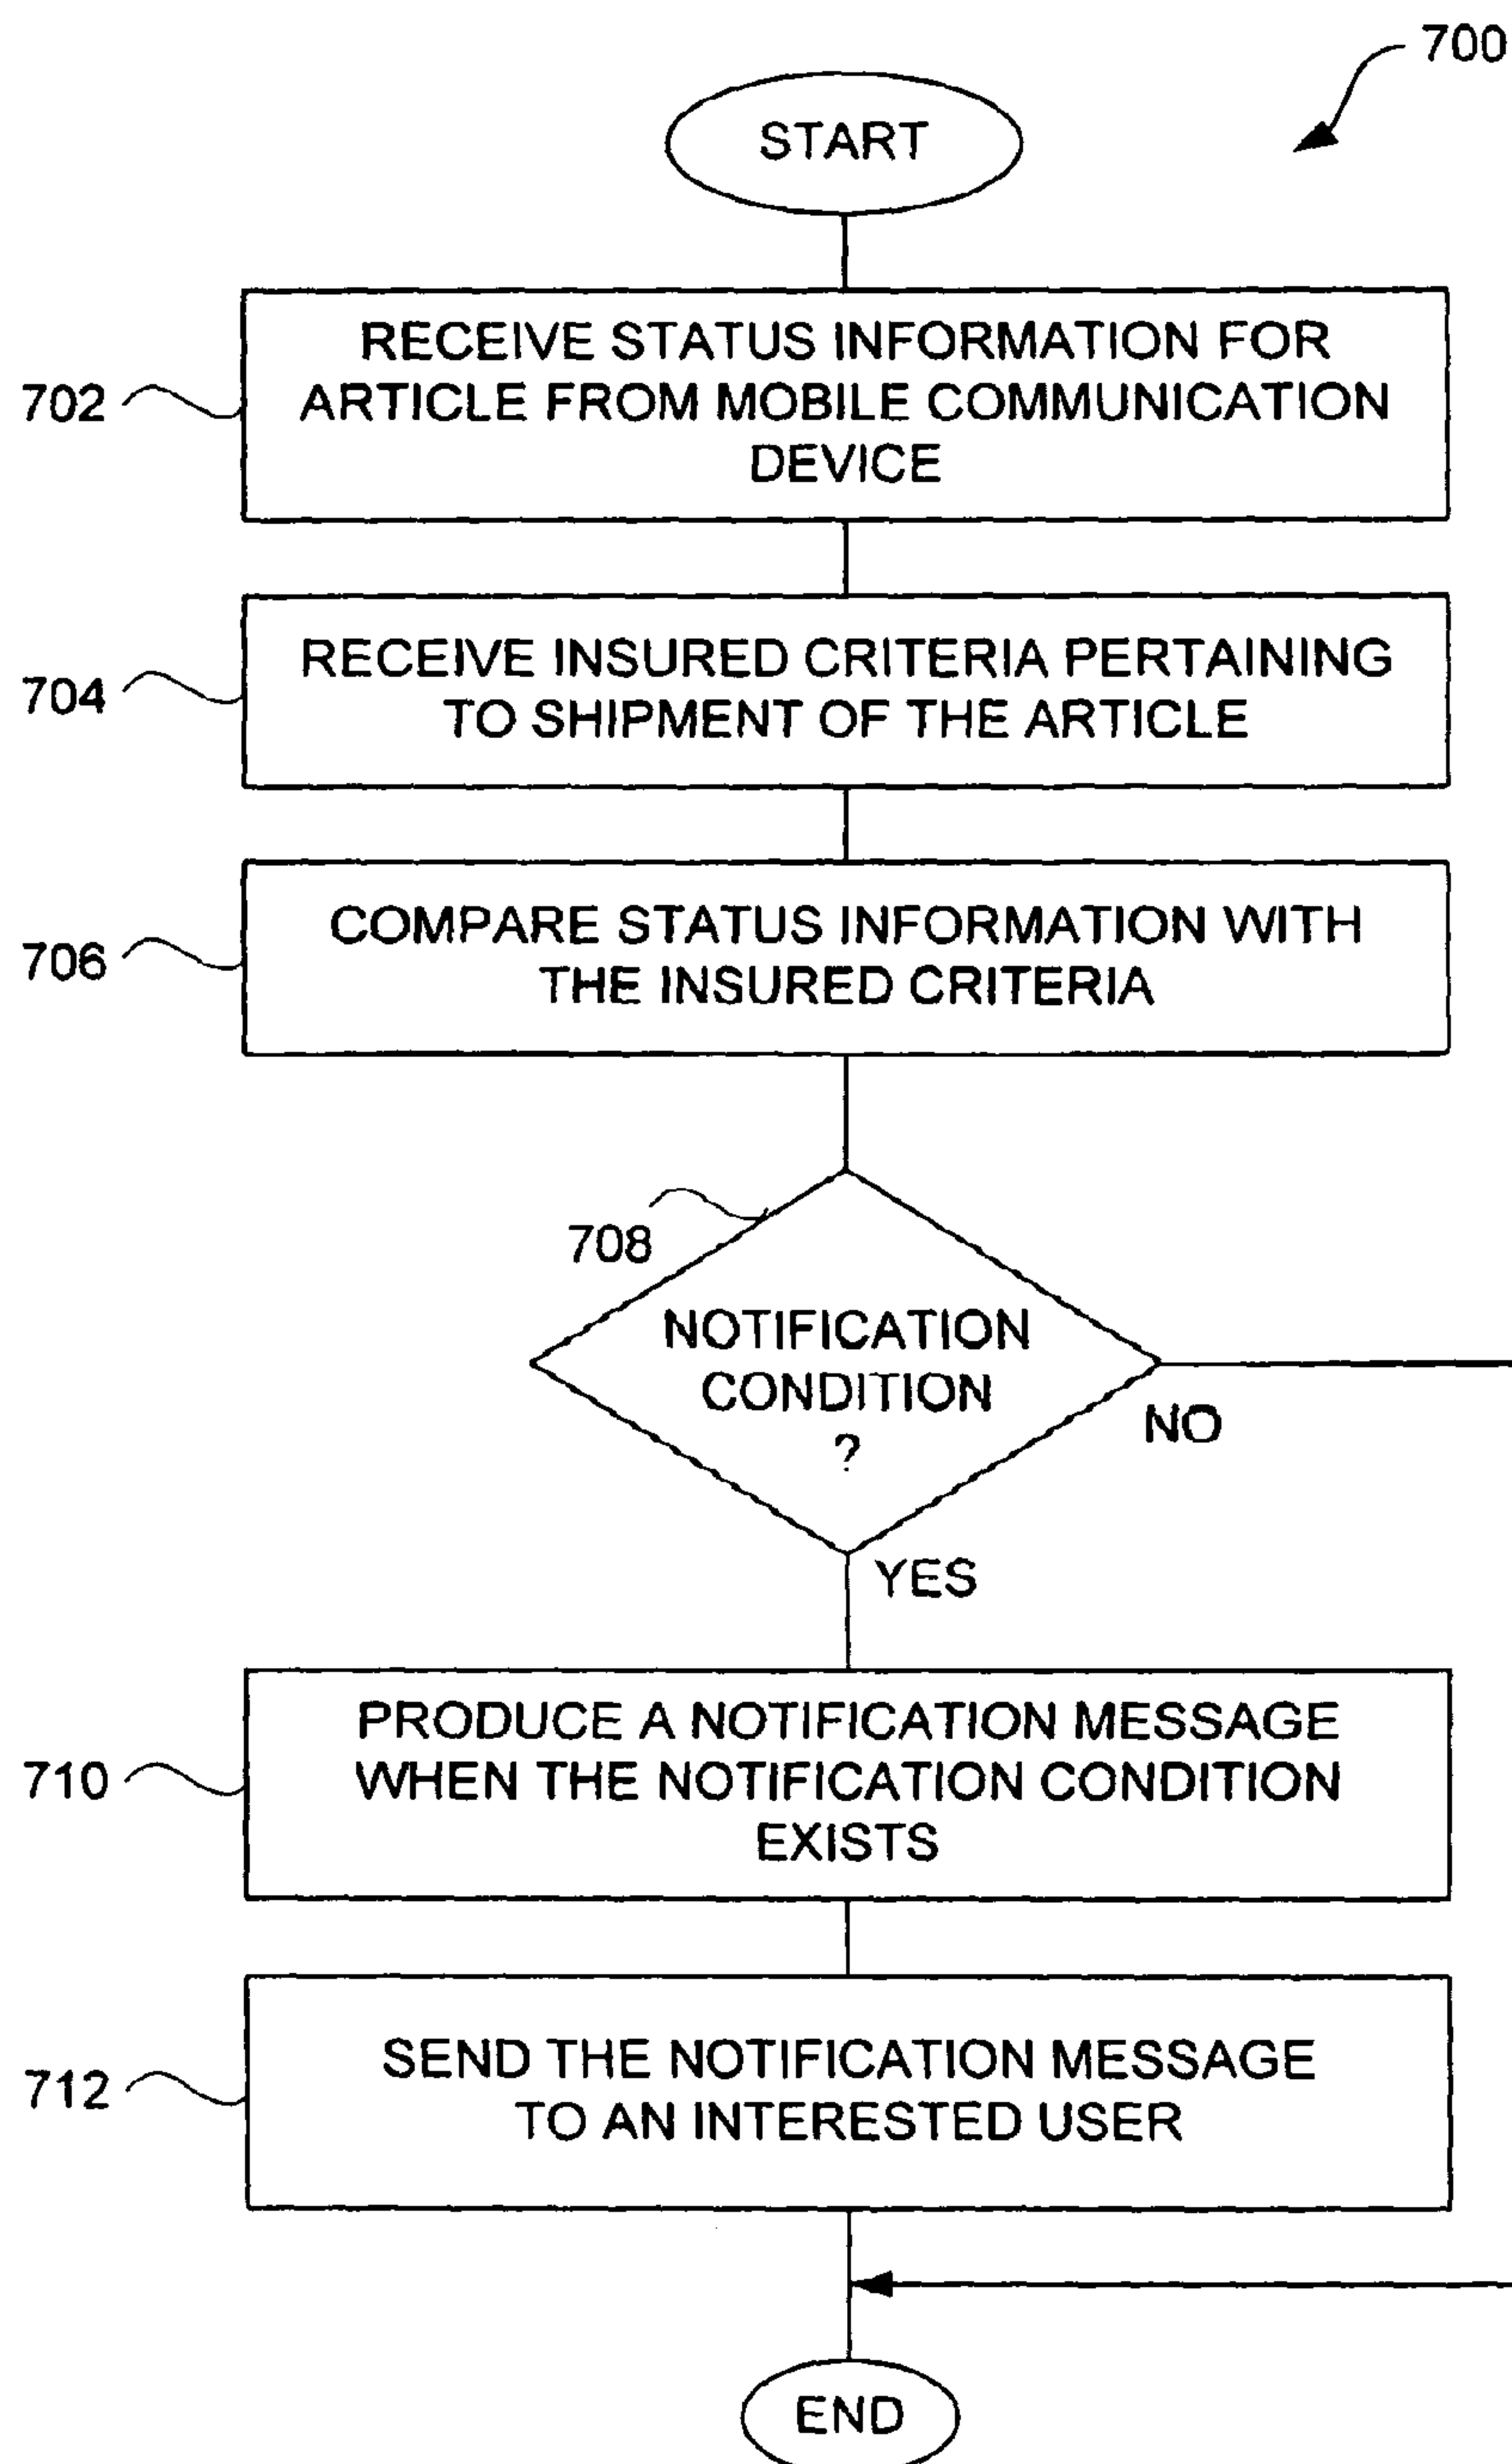 700
START
702
RECEIVE STATUS INFORMATION FOR
ARTICLE FROM MOBILE COMMUNICATION
DEVICE
704
RECEIVE INSURED CRITERIA PERTAINING
TO SHIPMENT OF THE ARTICLE
706
COMPARE STATUS INFORMATION WITH
THE INSURED CRITERIA
708
NOTIFICATION
CONDITION
?
NO
YES
710
PRODUCE A NOTIFICATION MESSAGE
WHEN THE NOTIFICATION CONDITION
EXISTS
712
SEND THE NOTIFICATION MESSAGE
TO AN INTERESTED USER
END